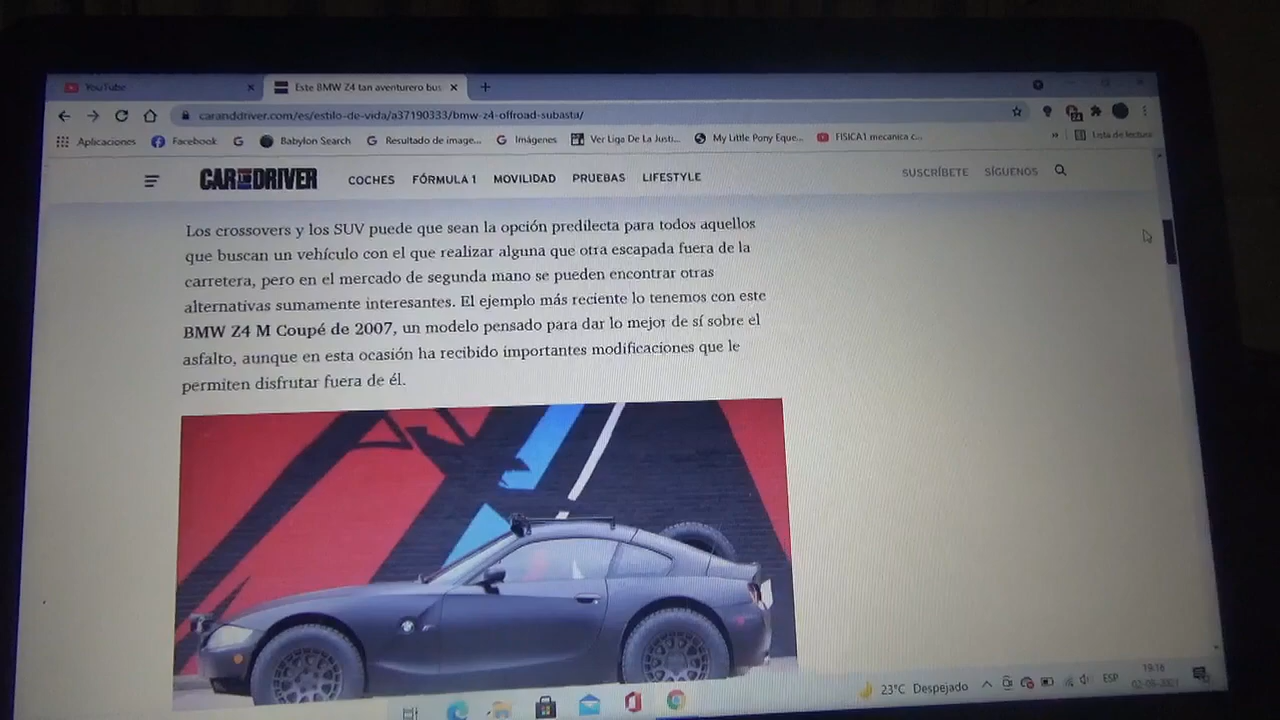 YouTube
Este BMW Z4 tan aventurero bus
caranddriver.com/es/estilo-de-vida/a37190333/bmw-z4-offroad-subasta/
Aplicaciones Facebook Babylon Search Resultado de image... Imágenes Ver Liga De La Justi... My Little Pony Eque... FISICA1 mecanica c... » Lista de lectura
CAR AND DRIVER COCHES FÓRMULA 1 MOVILIDAD PRUEBAS LIFESTYLE SUSCRÍBETE SÍGUENOS
Los crossovers y los SUV puede que sean la opción predilecta para todos aquellos
que buscan un vehículo con el que realizar alguna que otra escapada fuera de la
carretera, pero en el mercado de segunda mano se pueden encontrar otras
alternativas sumamente interesantes. El ejemplo más reciente lo tenemos con este
BMW Z4 M Coupé de 2007, un modelo pensado para dar lo mejor de sí sobre el
asfalto, aunque en esta ocasión ha recibido importantes modificaciones que le
permiten disfrutar fuera de él.
23°C Despejado ESP
19:16
02-09-2021